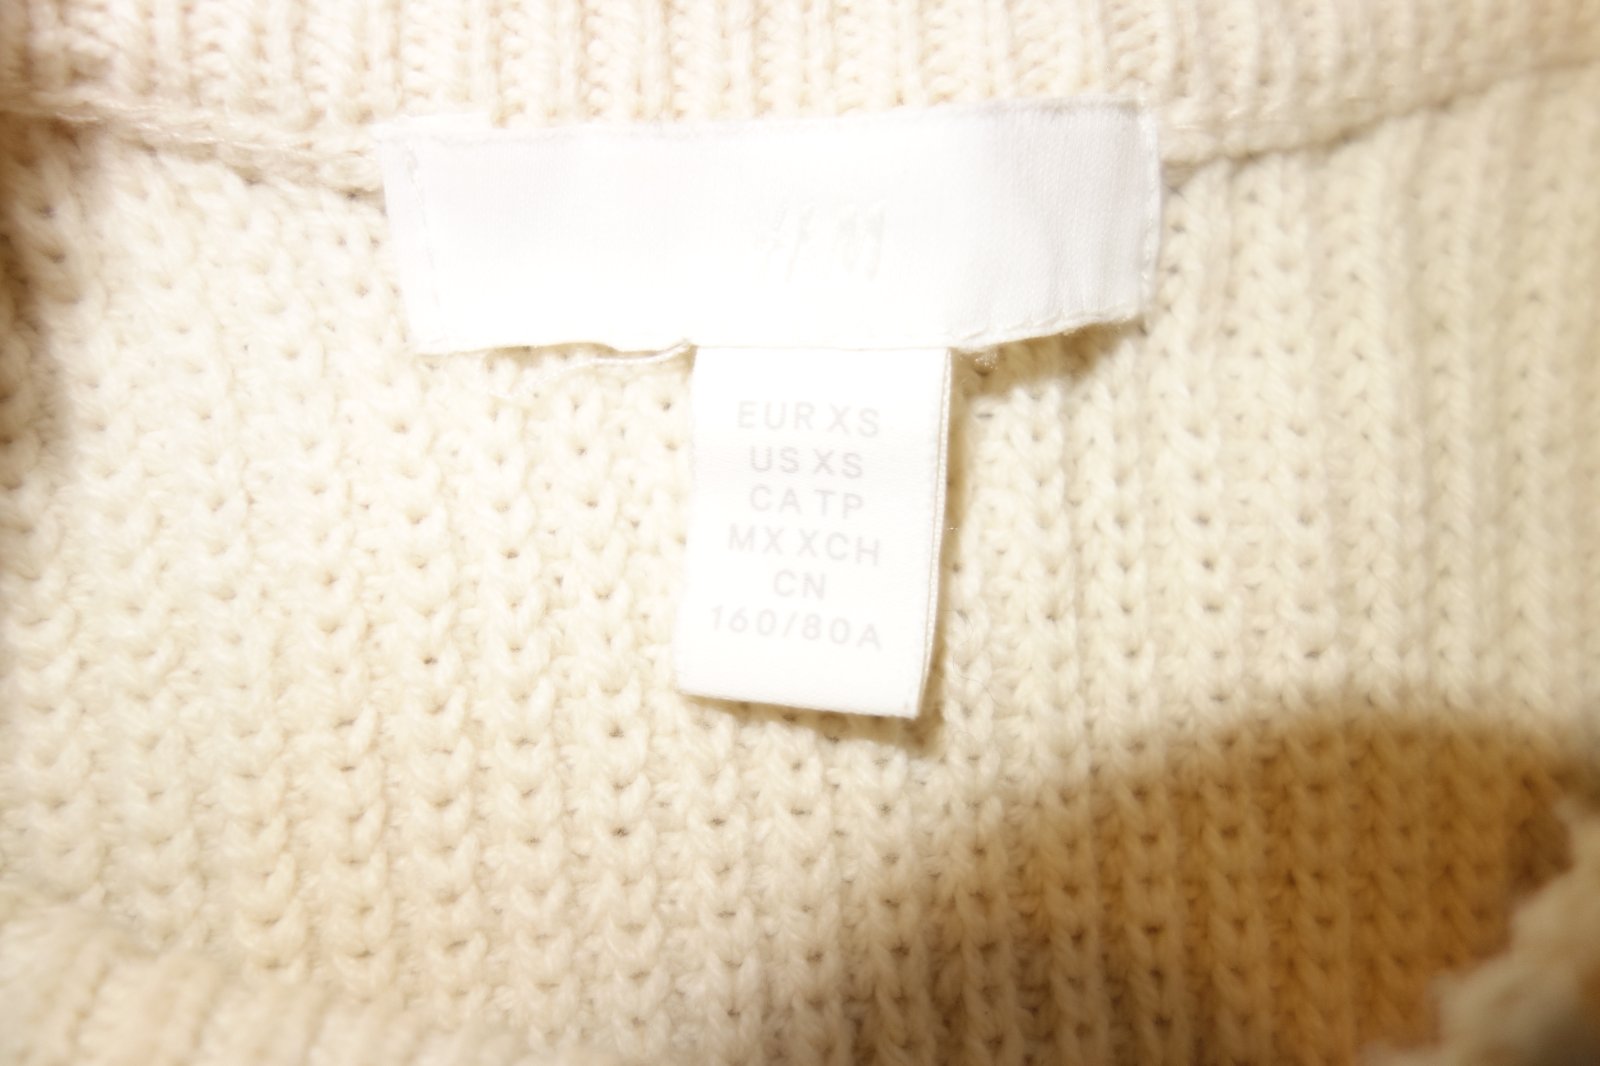 EUR XS
US XS
CA TP
MX XCH
CN
160/80A